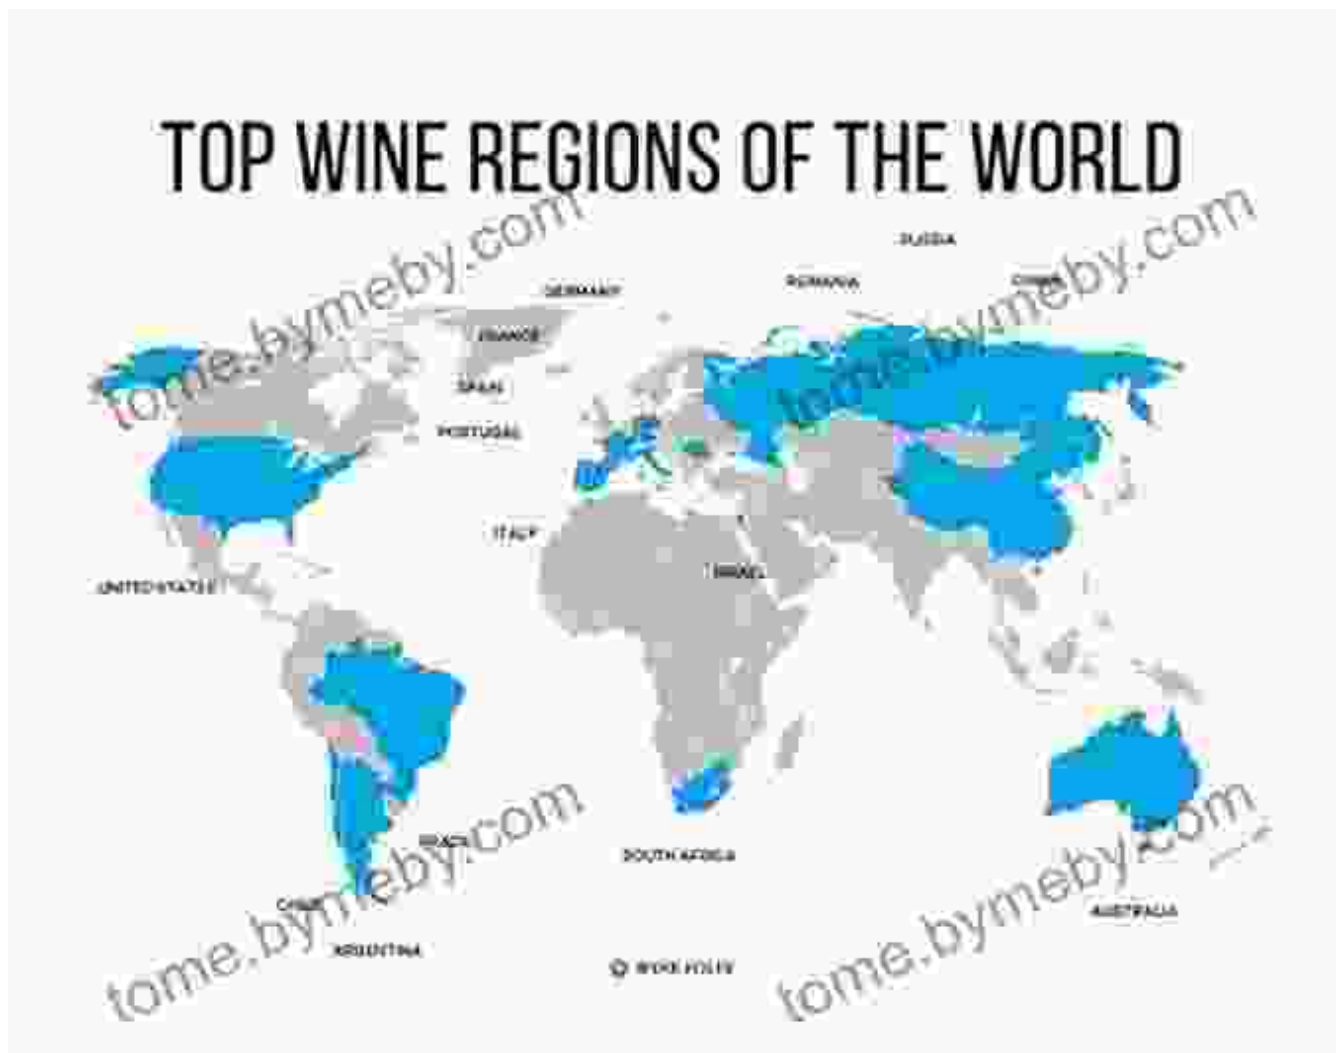 TOP WINE REGIONS OF THE WORLD
tome.bymeby.com
tome.bymeby.com
RUSSIA
GERMANY
ROMANIA
CHINA
FRANCE
SPAIN
PORTUGAL
ITALY
ISRAEL
UNITED STATES
BRAZIL
SOUTH AFRICA
tome.bymeby.com
tome.bymeby.com
CHILE
AUSTRALIA
ARGENTINA